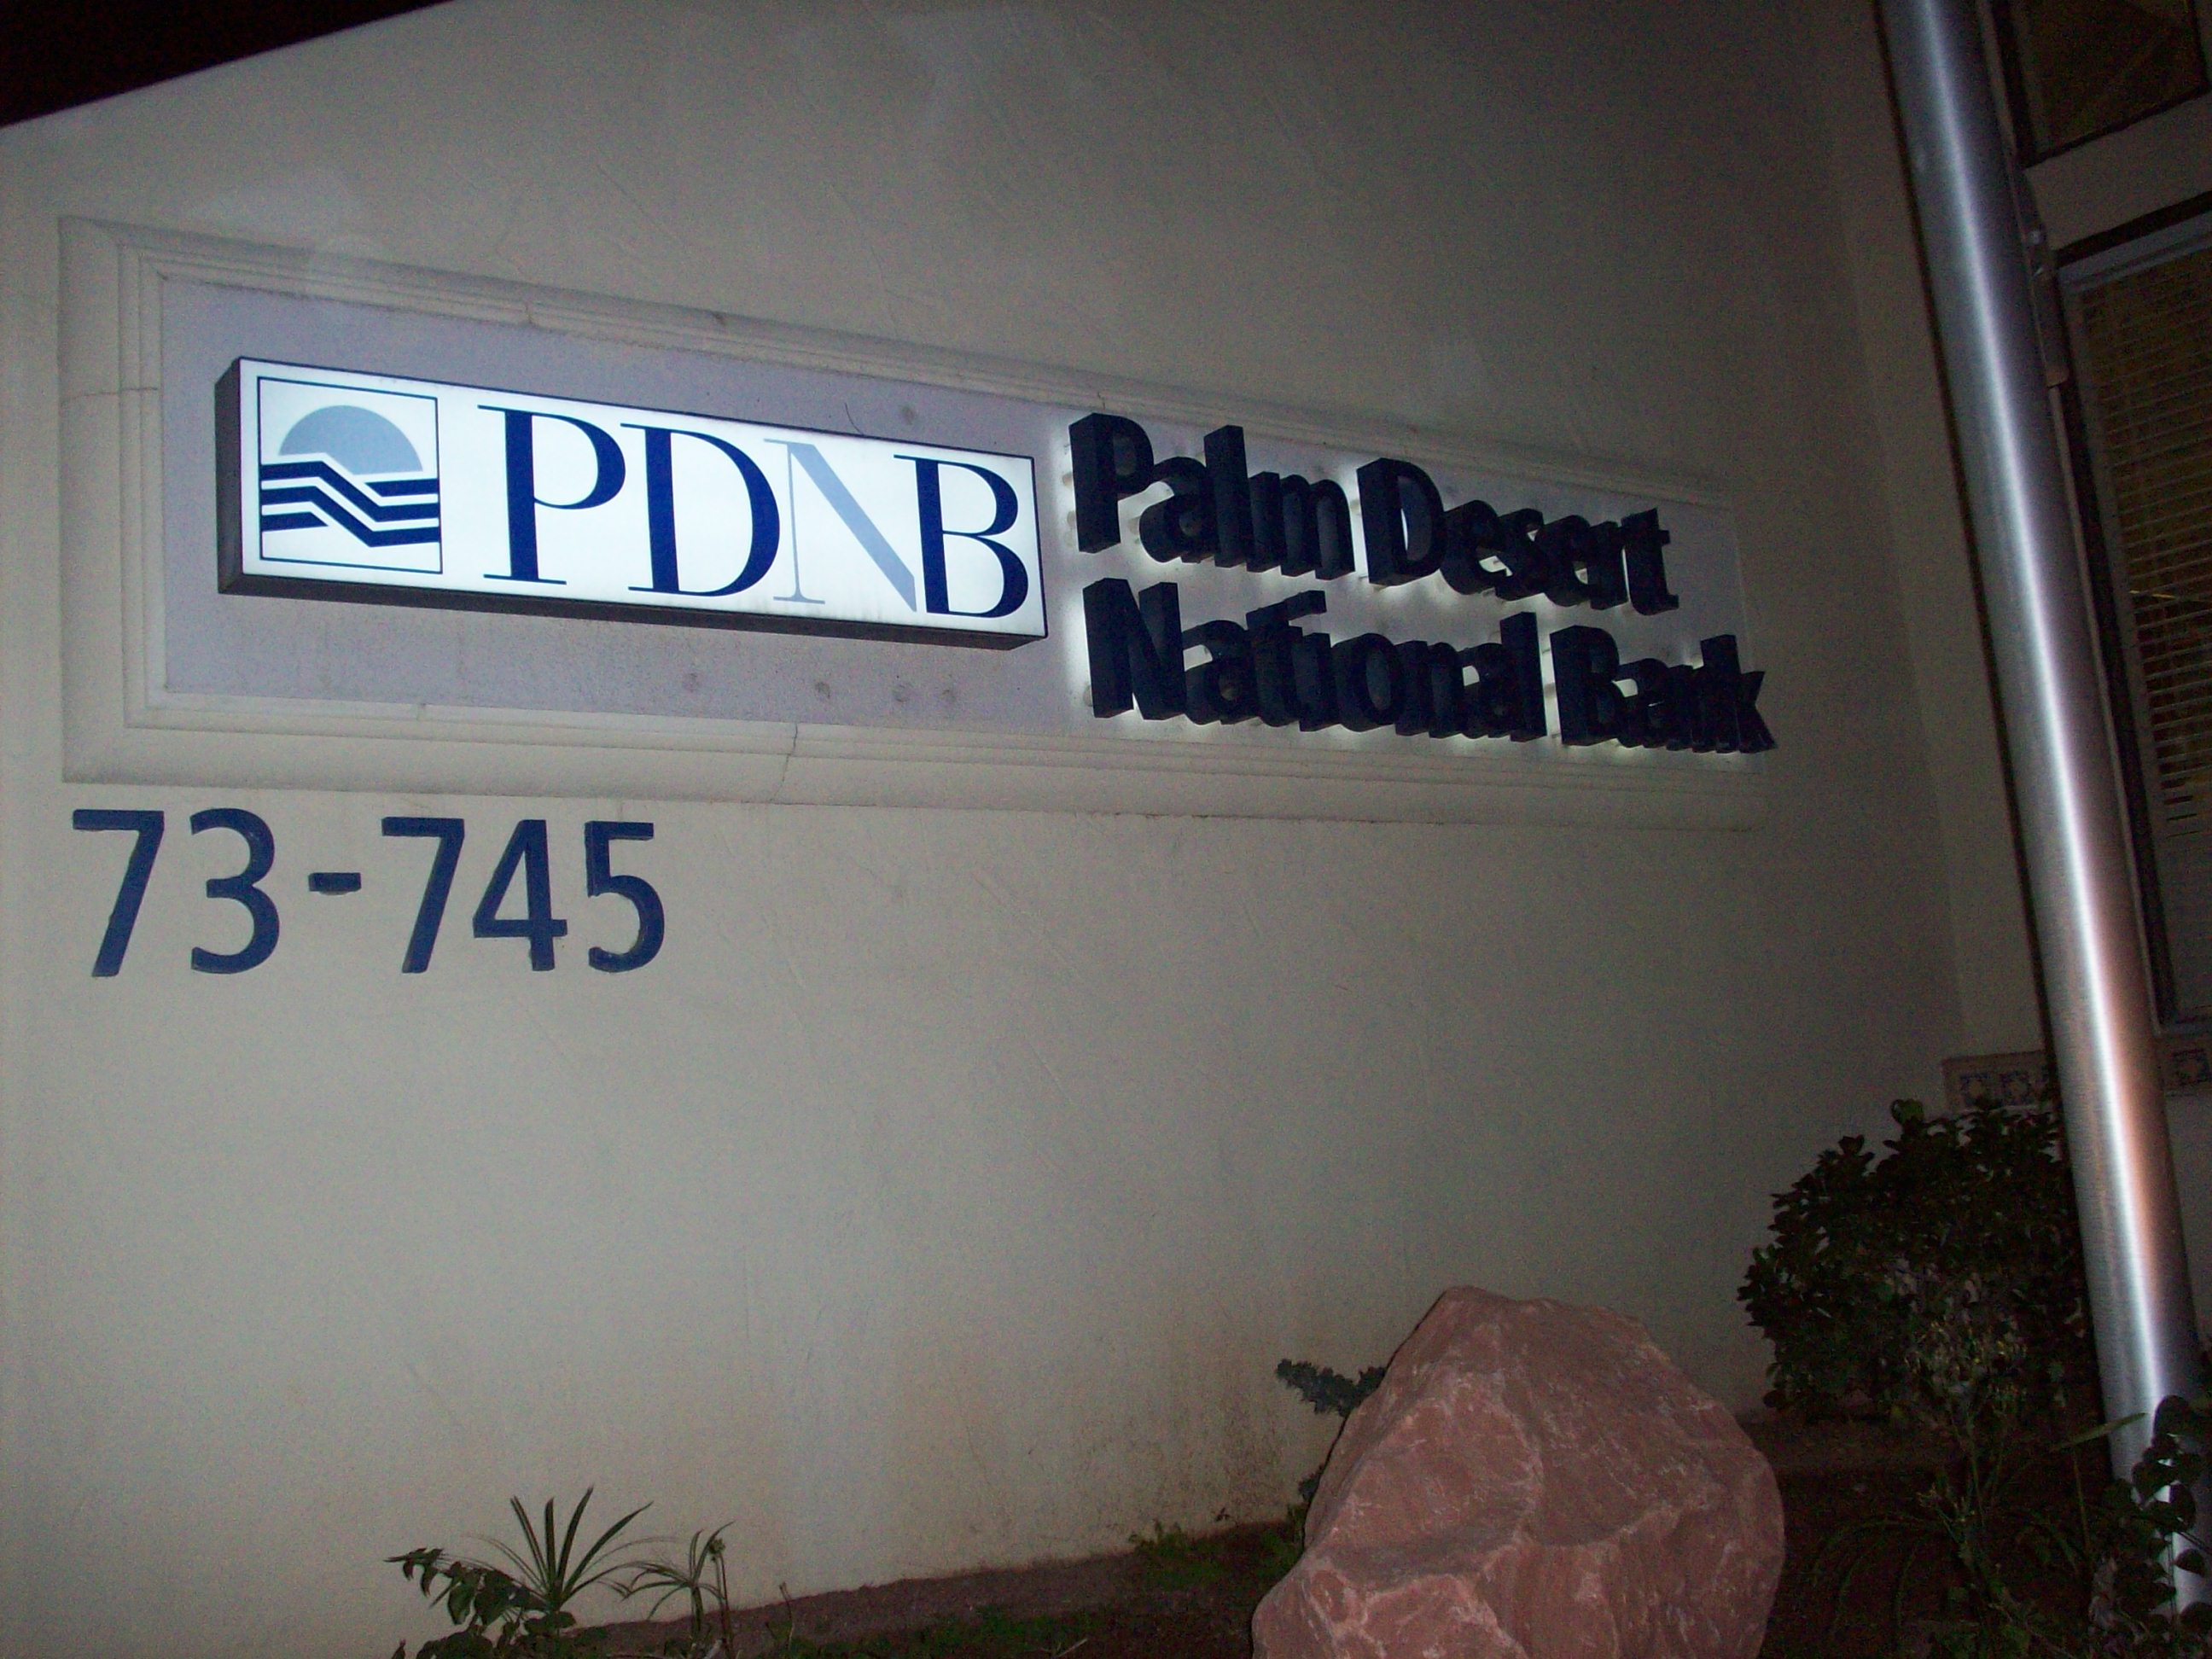 PDNB
Palm Desert
National Bank
73-745